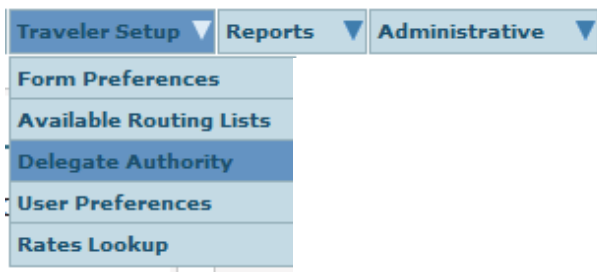 Traveler Setup Reports Administrative
Form Preferences
Available Routing Lists
Delegate Authority
User Preferences
Rates Lookup